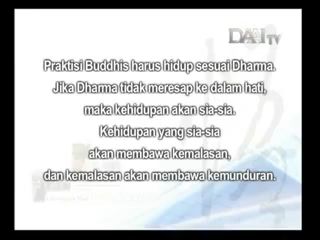 DAAI TV
Praktisi Buddhis harus hidup sesuai Dharma.
Jika Dharma tidak meresap ke dalam hati,
maka kehidupan akan sia-sia.
Kehidupan yang sia-sia
akan membawa kemalasan,
dan kemalasan akan membawa kemunduran.